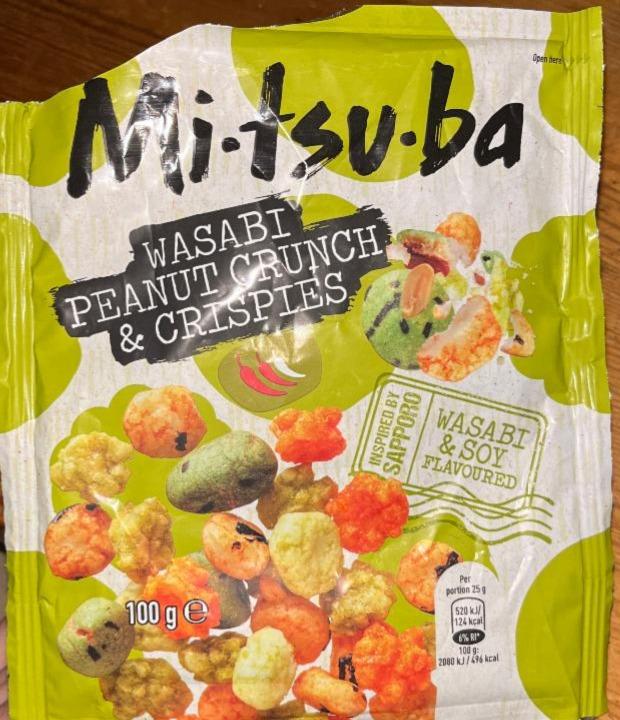 Open here
Mi·tsu·ba
WASABI
PEANUT CRUNCH
& CRISPIES
INSPIRED BY
SAPPORO
WASABI
& SOY
FLAVOURED
100 g ℮
Per
portion 25 g
520 kJ/
124 kcal
6% RI*
100 g:
2080 kJ / 496 kcal